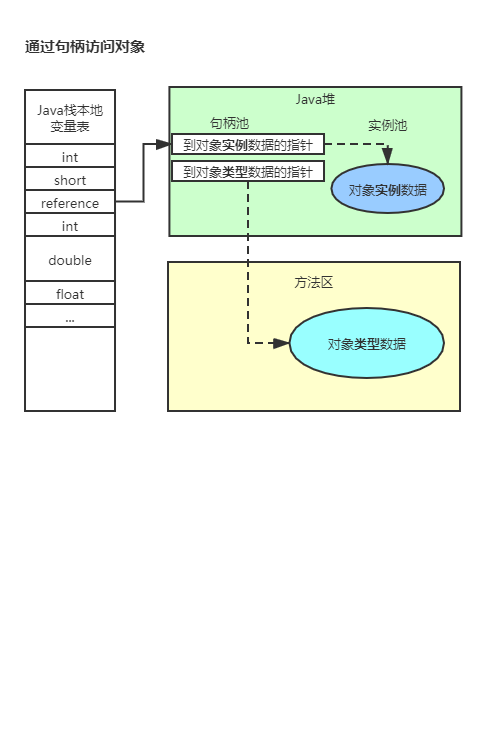 通过句柄访问对象
Java栈本地
变量表
int
short
reference
int
double
float
...
Java堆
句柄池
实例池
到对象实例数据的指针
到对象类型数据的指针
对象实例数据
方法区
对象类型数据